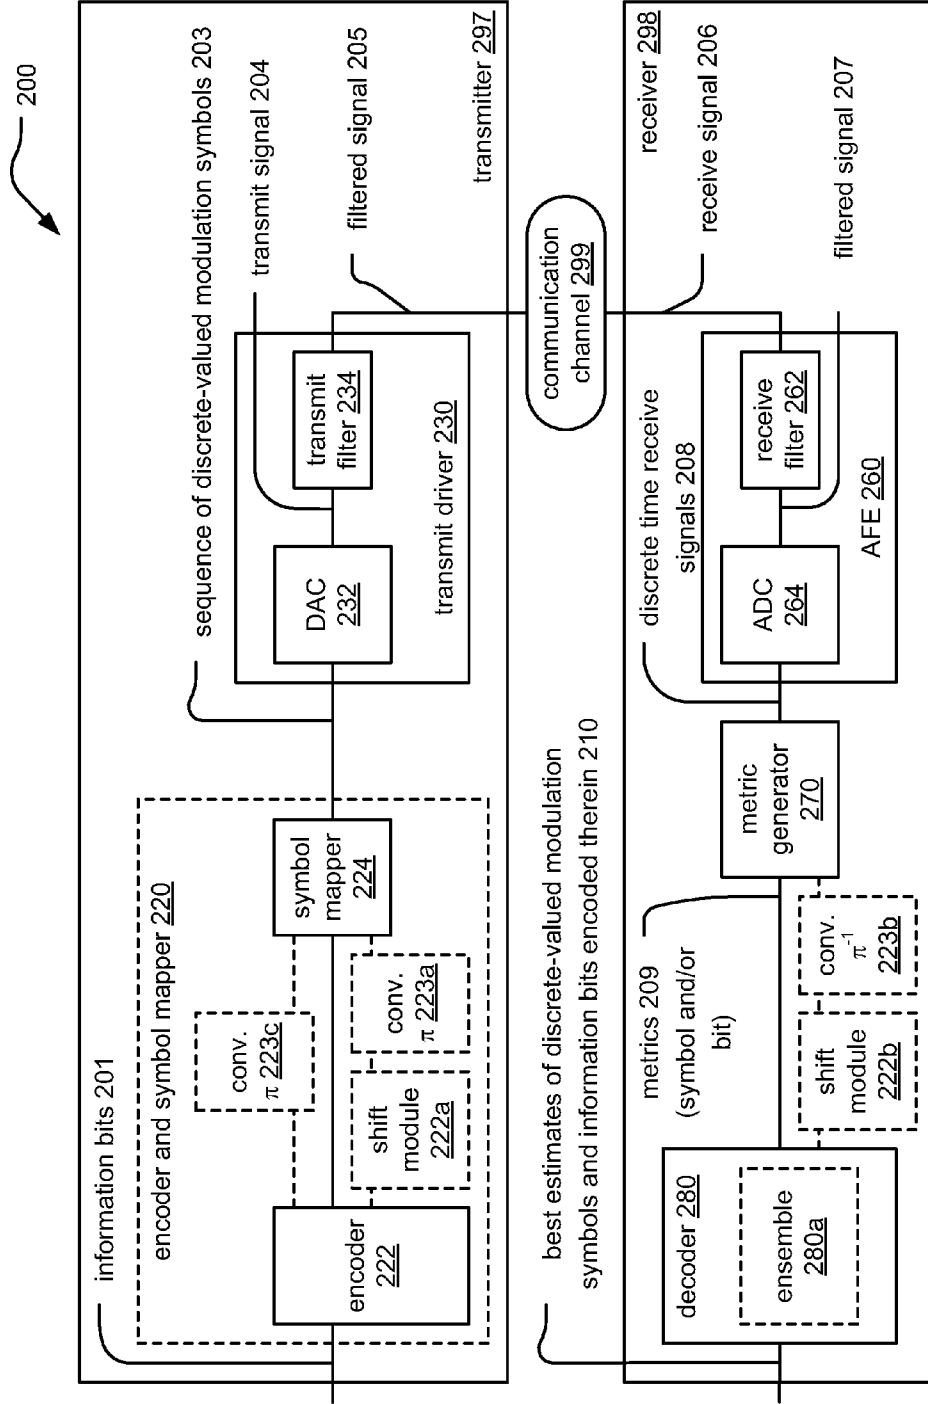 200
information bits 201
encoder and symbol mapper 220
encoder
222
conv.
π 223c
shift
module
222a
conv.
π 223a
symbol
mapper
224
sequence of discrete-valued modulation symbols 203
DAC
232
transmit
filter 234
transmit driver 230
transmit signal 204
filtered signal 205
transmitter 297
communication
channel 299
best estimates of discrete-valued modulation
symbols and information bits encoded therein 210
decoder 280
ensemble
280a
metrics 209
(symbol and/or
bit)
shift
module
222b
conv.
π⁻¹
223b
metric
generator
270
discrete time receive
signals 208
ADC
264
receive
filter 262
AFE 260
receiver 298
receive signal 206
filtered signal 207